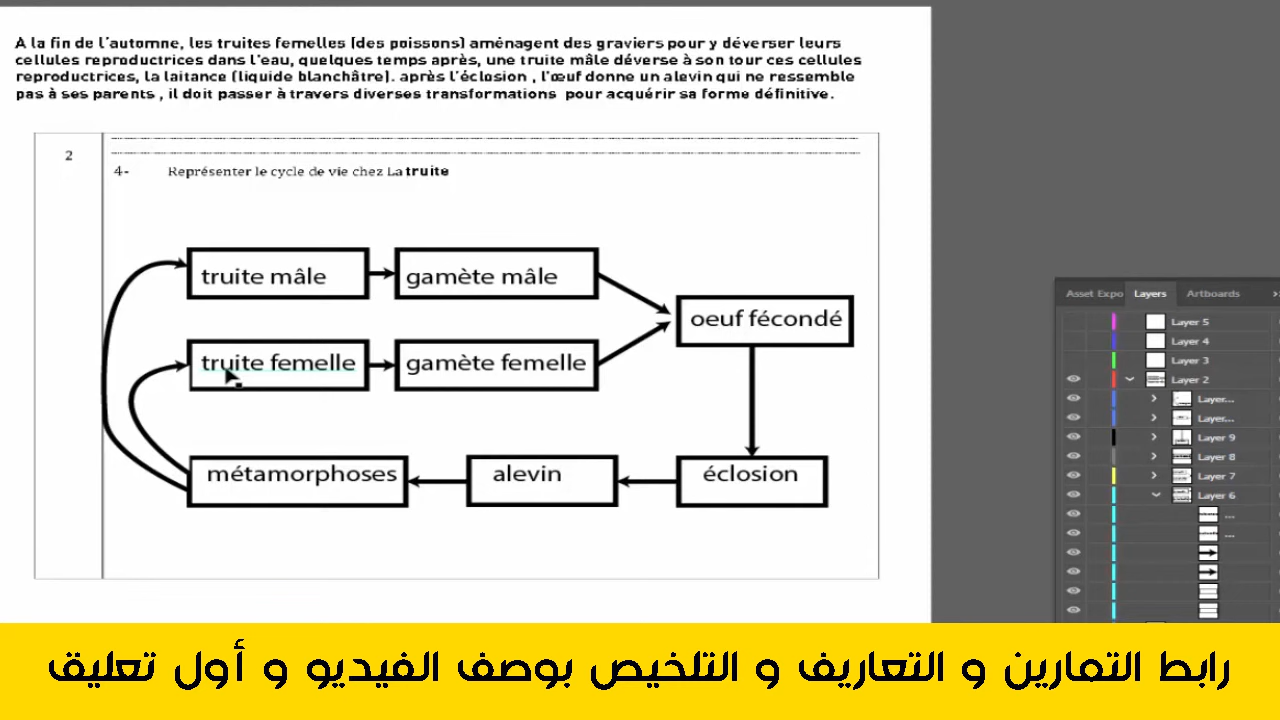 A la fin de l'automne, les truites femelles (des poissons) aménagent des graviers pour y déverser leurs
cellules reproductrices dans l'eau, quelques temps après, une truite mâle déverse à son tour ces cellules
reproductrices, la laitance (liquide blanchâtre). après l'éclosion , l'œuf donne un alevin qui ne ressemble
pas à ses parents , il doit passer à travers diverses transformations pour acquérir sa forme définitive.
2
4- Représenter le cycle de vie chez La truite
truite mâle
gamète mâle
oeuf fécondé
truite femelle
gamète femelle
métamorphoses
alevin
éclosion
Asset Expo Layers Artboards
Layer 5
Layer 4
Layer 3
Layer 2
Layer...
Layer...
Layer 9
Layer 8
Layer 7
Layer 6
...
...
رابط التمارين و التعاريف و التلخيص بوصف الفيديو و أول تعليق